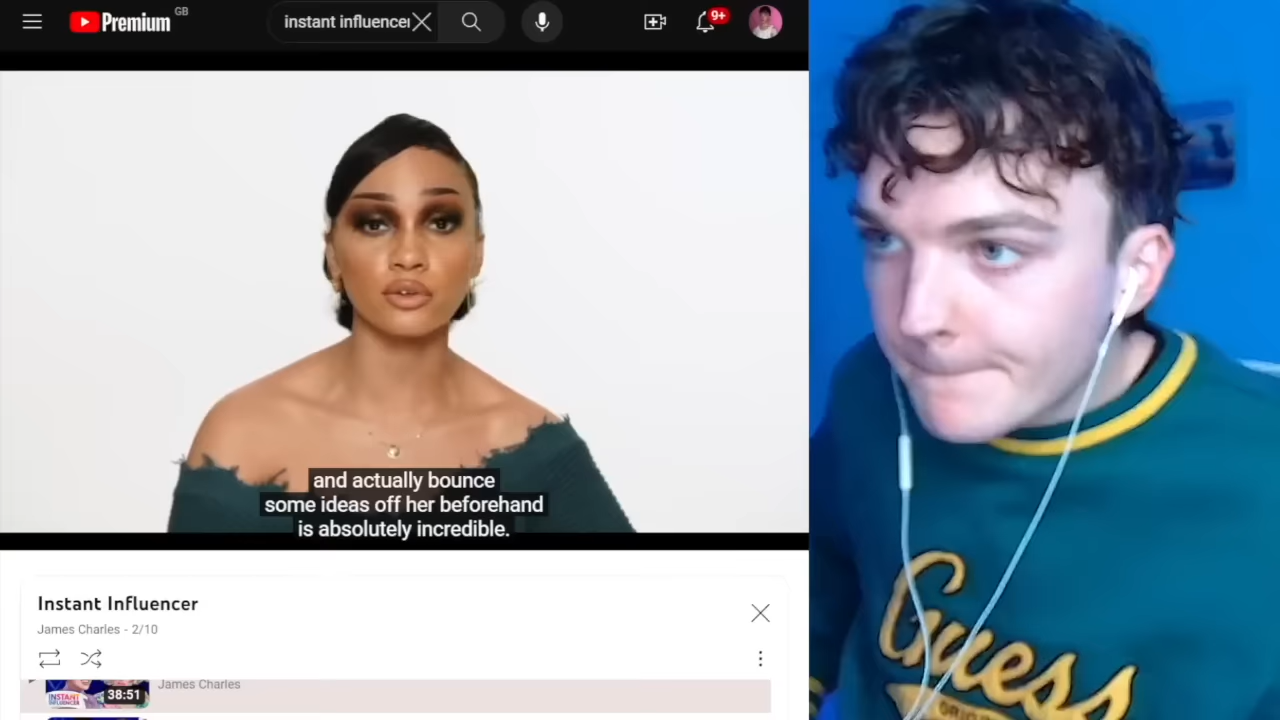 Premium GB
instant influencer
9+
and actually bounce
some ideas off her beforehand
is absolutely incredible.
Instant Influencer
James Charles - 2/10
INSTANT
INFLUENCER
38:51
James Charles
Guess
ORIGINAL